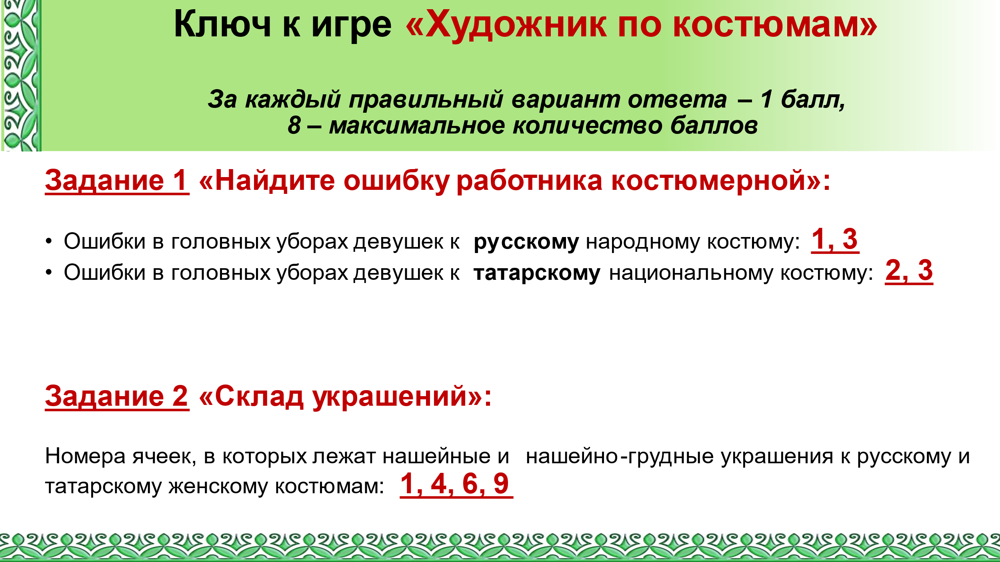 Ключ к игре «Художник по костюмам»
За каждый правильный вариант ответа – 1 балл,
8 – максимальное количество баллов
Задание 1 «Найдите ошибку работника костюмерной»:
• Ошибки в головных уборах девушек к русскому народному костюму: 1, 3
• Ошибки в головных уборах девушек к татарскому национальному костюму: 2, 3
Задание 2 «Склад украшений»:
Номера ячеек, в которых лежат нашейные и нашейно-грудные украшения к русскому и
татарскому женскому костюмам: 1, 4, 6, 9